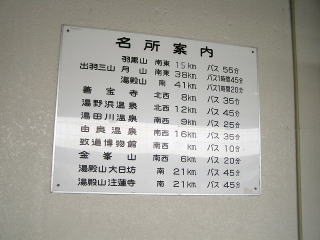 名所案内
羽黒山 南東 15km バス 55分
出羽三山 月山 南東 38km バス1時間45分
湯殿山 南 41km バス1時間20分
善宝寺 北西 8km バス 35分
湯野浜温泉 北西 12km バス 45分
湯田川温泉 南西 9km バス 25分
由良温泉 南西 16km バス 35分
致道博物館 南西 km バス 10分
金峯山 南西 6km バス 20分
湯殿山大日坊 南 21km バス 45分
湯殿山注蓮寺 南 21km バス 45分